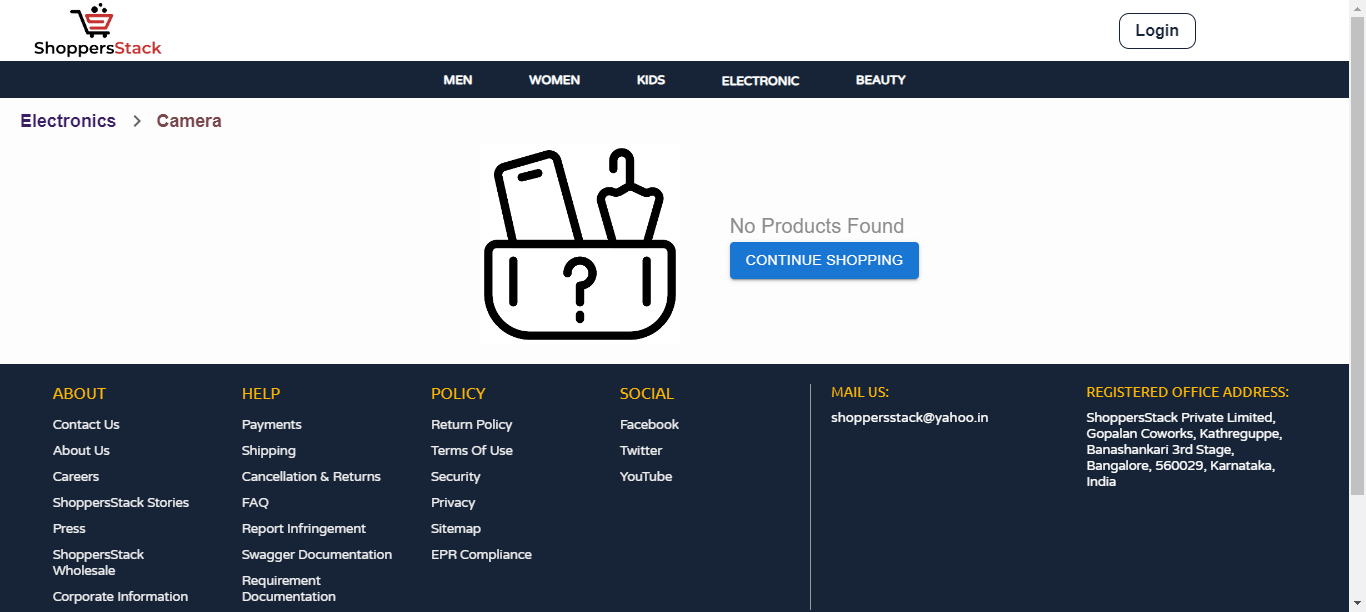 ShoppersStack
Login
MEN
WOMEN
KIDS
ELECTRONIC
BEAUTY
Electronics > Camera
?
No Products Found
CONTINUE SHOPPING
ABOUT
Contact Us
About Us
Careers
ShoppersStack Stories
Press
ShoppersStack
Wholesale
Corporate Information
HELP
Payments
Shipping
Cancellation & Returns
FAQ
Report Infringement
Swagger Documentation
Requirement
Documentation
POLICY
Return Policy
Terms Of Use
Security
Privacy
Sitemap
EPR Compliance
SOCIAL
Facebook
Twitter
YouTube
MAIL US:
shoppersstack@yahoo.in
REGISTERED OFFICE ADDRESS:
ShoppersStack Private Limited,
Gopalan Coworks, Kathreguppe,
Banashankari 3rd Stage,
Bangalore, 560029, Karnataka,
India